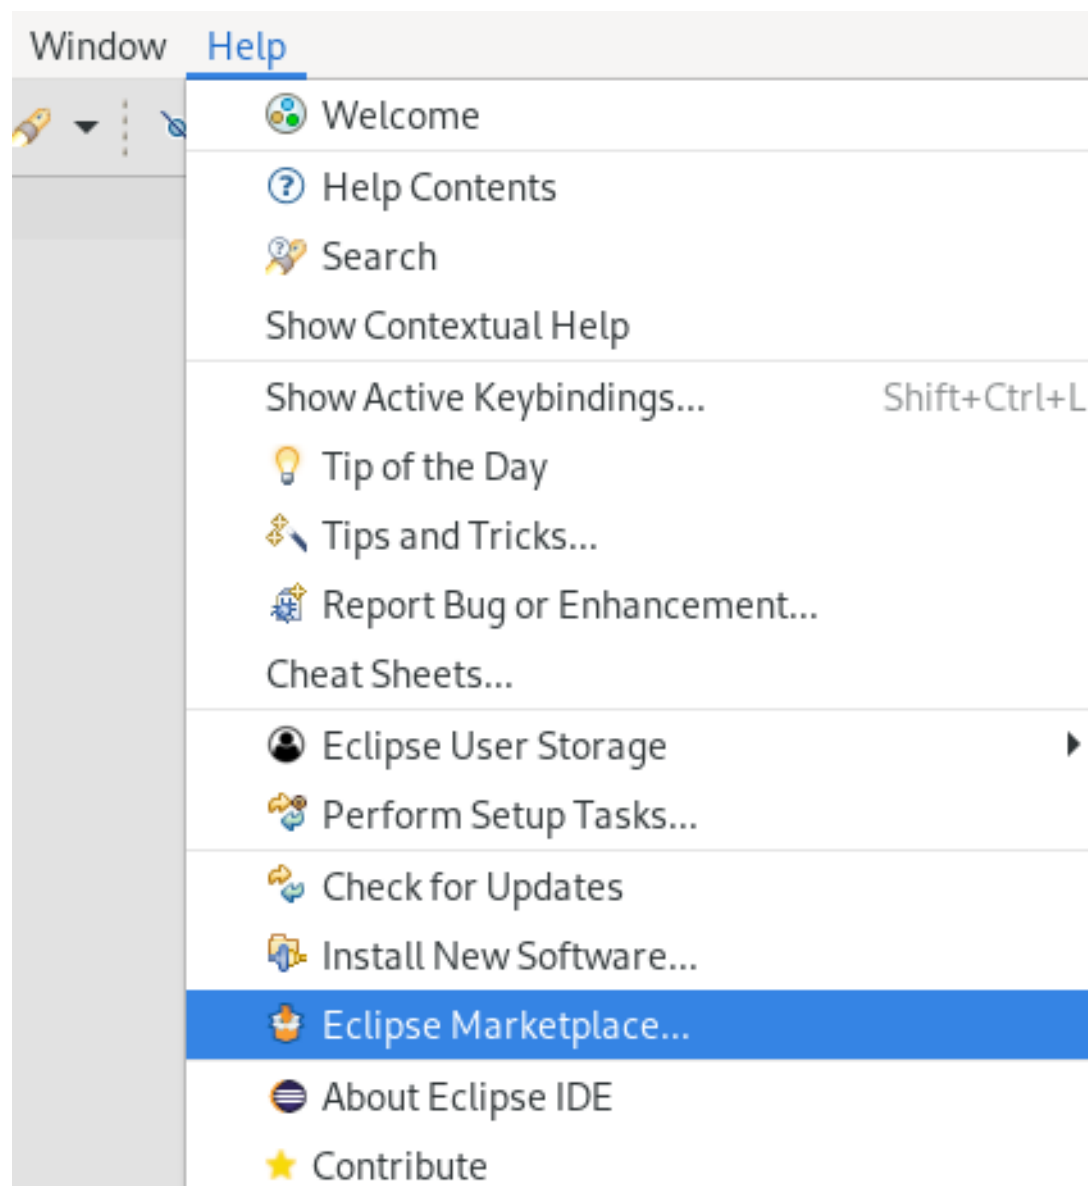 Window Help
Welcome
Help Contents
Search
Show Contextual Help
Show Active Keybindings... Shift+Ctrl+L
Tip of the Day
Tips and Tricks...
Report Bug or Enhancement...
Cheat Sheets...
Eclipse User Storage
Perform Setup Tasks...
Check for Updates
Install New Software...
Eclipse Marketplace...
About Eclipse IDE
Contribute